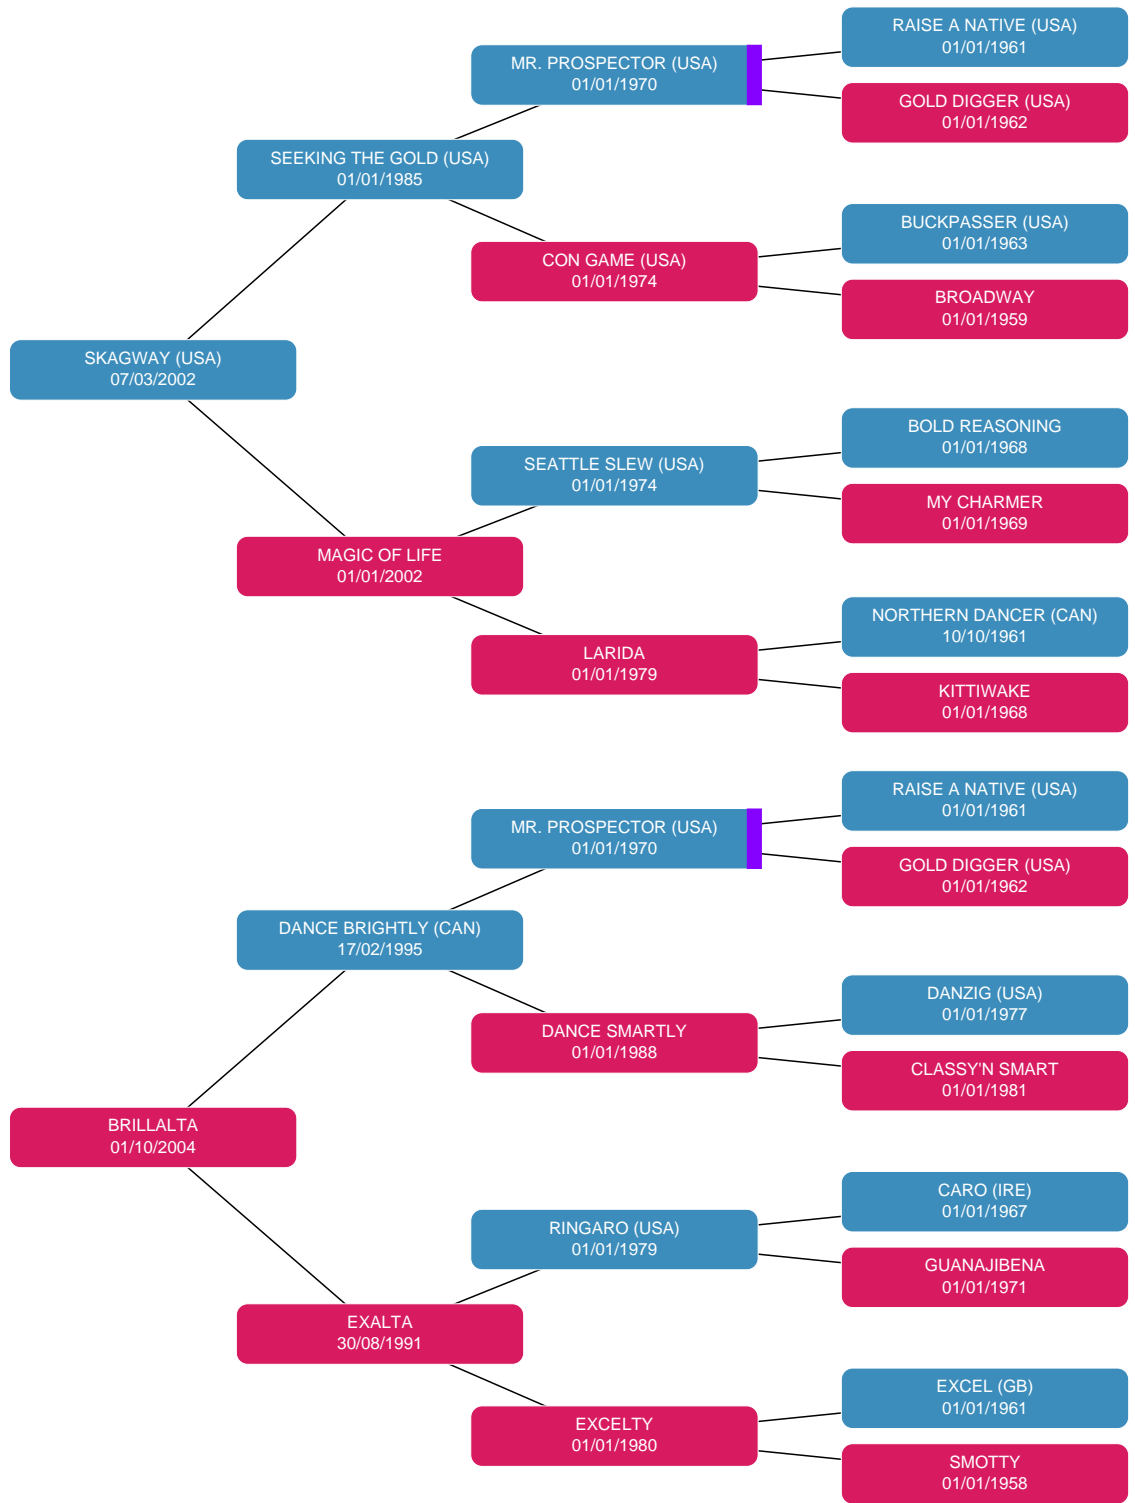 RAISE A NATIVE (USA)
01/01/1961
MR. PROSPECTOR (USA)
01/01/1970
GOLD DIGGER (USA)
01/01/1962
SEEKING THE GOLD (USA)
01/01/1985
BUCKPASSER (USA)
01/01/1963
CON GAME (USA)
01/01/1974
BROADWAY
01/01/1959
SKAGWAY (USA)
07/03/2002
BOLD REASONING
01/01/1968
SEATTLE SLEW (USA)
01/01/1974
MY CHARMER
01/01/1969
MAGIC OF LIFE
01/01/2002
NORTHERN DANCER (CAN)
10/10/1961
LARIDA
01/01/1979
KITTIWAKE
01/01/1968
RAISE A NATIVE (USA)
01/01/1961
MR. PROSPECTOR (USA)
01/01/1970
GOLD DIGGER (USA)
01/01/1962
DANCE BRIGHTLY (CAN)
17/02/1995
DANZIG (USA)
01/01/1977
DANCE SMARTLY
01/01/1988
CLASSY'N SMART
01/01/1981
BRILLALTA
01/10/2004
CARO (IRE)
01/01/1967
RINGARO (USA)
01/01/1979
GUANAJIBENA
01/01/1971
EXALTA
30/08/1991
EXCEL (GB)
01/01/1961
EXCELTY
01/01/1980
SMOTTY
01/01/1958